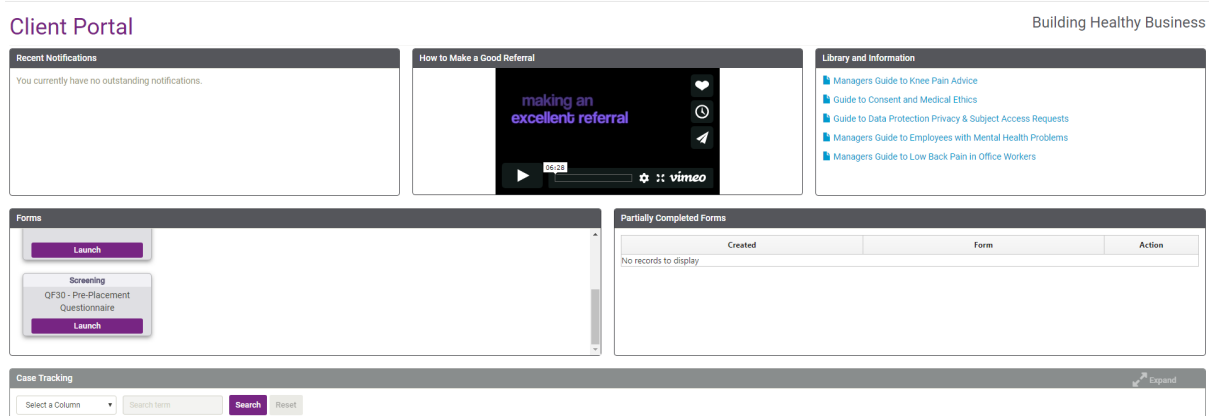 Client Portal
Building Healthy Business
Recent Notifications
You currently have no outstanding notifications.
How to Make a Good Referral
making an
excellent referral
06:28
vimeo
Library and Information
Managers Guide to Knee Pain Advice
Guide to Consent and Medical Ethics
Guide to Data Protection Privacy & Subject Access Requests
Managers Guide to Employees with Mental Health Problems
Managers Guide to Low Back Pain in Office Workers
Forms
Launch
Screening
QF30 - Pre-Placement
Questionnaire
Launch
Partially Completed Forms
Created Form Action
No records to display
Case Tracking
Expand
Select a Column Search term Search Reset